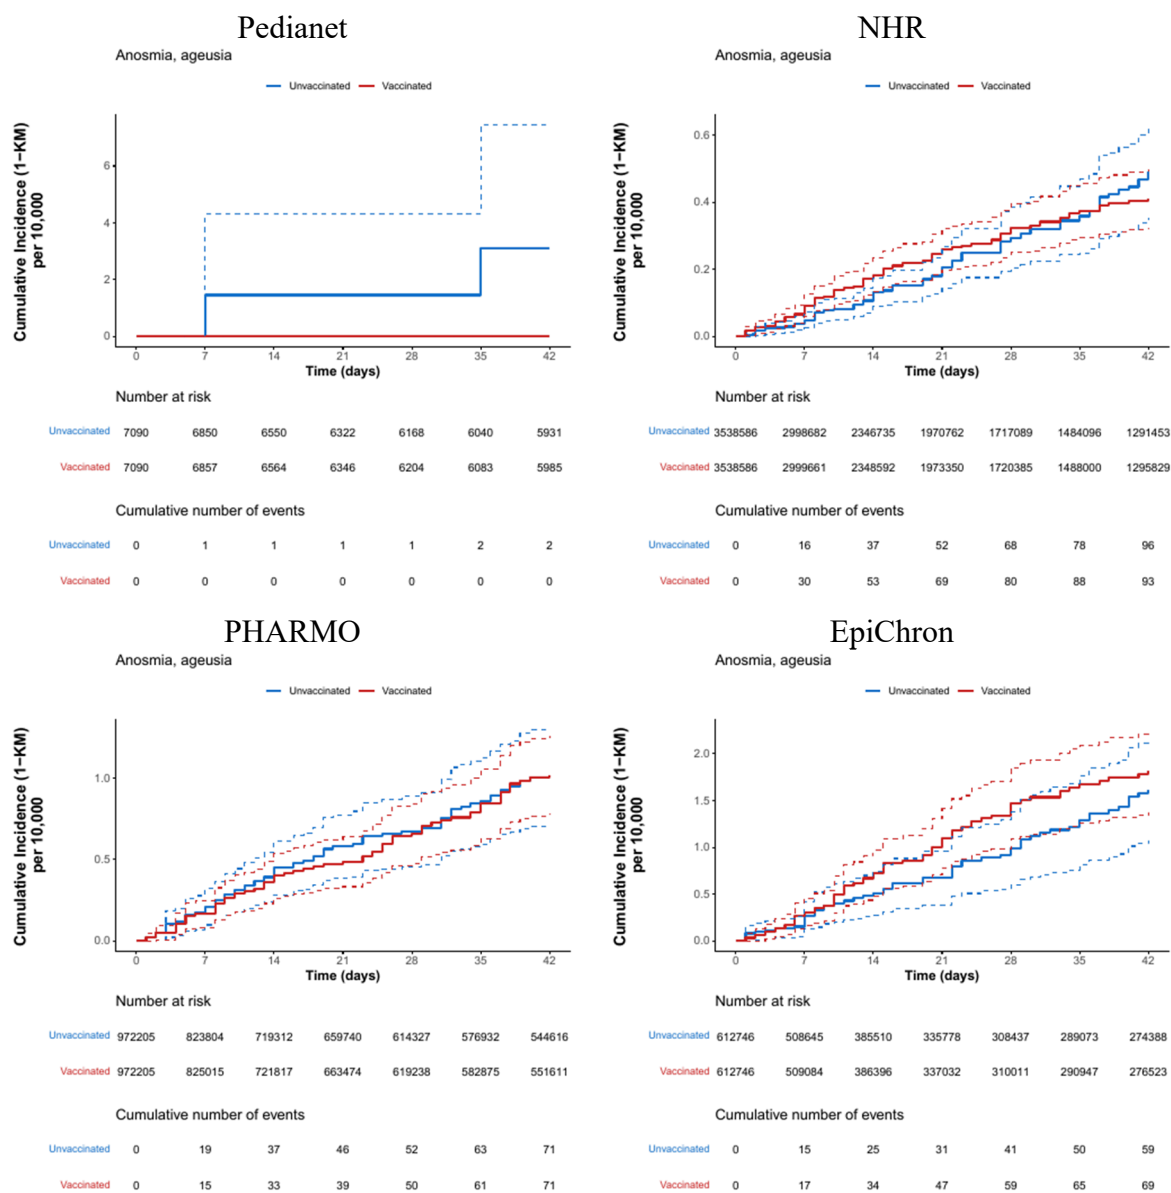 Pedianet
Anosmia, ageusia
Unvaccinated Vaccinated
Cumulative Incidence (1−KM)
per 10,000
6
4
2
0
0 7 14 21 28 35 42
Time (days)
Number at risk
Unvaccinated 7090 6850 6550 6322 6168 6040 5931
Vaccinated 7090 6857 6564 6346 6204 6083 5985
Cumulative number of events
Unvaccinated 0 1 1 1 1 2 2
Vaccinated 0 0 0 0 0 0 0
NHR
Anosmia, ageusia
Unvaccinated Vaccinated
Cumulative Incidence (1−KM)
per 10,000
0.6
0.4
0.2
0.0
0 7 14 21 28 35 42
Time (days)
Number at risk
Unvaccinated 3538586 2998682 2346735 1970762 1717089 1484096 1291453
Vaccinated 3538586 2999661 2348592 1973350 1720385 1488000 1295829
Cumulative number of events
Unvaccinated 0 16 37 52 68 78 96
Vaccinated 0 30 53 69 80 88 93
PHARMO
Anosmia, ageusia
Unvaccinated Vaccinated
Cumulative Incidence (1−KM)
per 10,000
1.0
0.5
0.0
0 7 14 21 28 35 42
Time (days)
Number at risk
Unvaccinated 972205 823804 719312 659740 614327 576932 544616
Vaccinated 972205 825015 721817 663474 619238 582875 551611
Cumulative number of events
Unvaccinated 0 19 37 46 52 63 71
Vaccinated 0 15 33 39 50 61 71
EpiChron
Anosmia, ageusia
Unvaccinated Vaccinated
Cumulative Incidence (1−KM)
per 10,000
2.0
1.5
1.0
0.5
0.0
0 7 14 21 28 35 42
Time (days)
Number at risk
Unvaccinated 612746 508645 385510 335778 308437 289073 274388
Vaccinated 612746 509084 386396 337032 310011 290947 276523
Cumulative number of events
Unvaccinated 0 15 25 31 41 50 59
Vaccinated 0 17 34 47 59 65 69